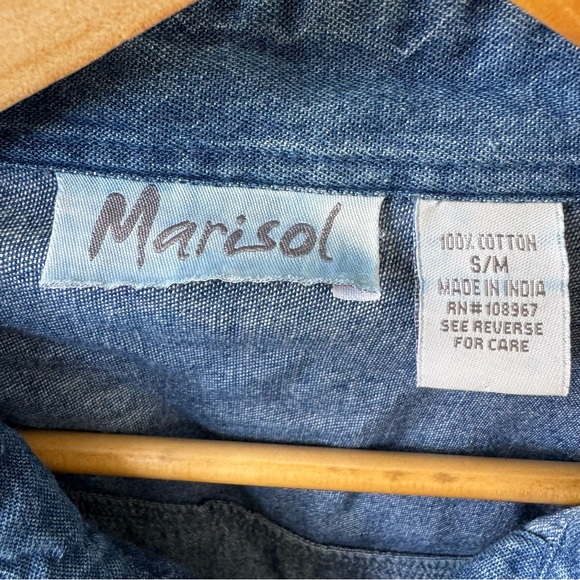 Marisol
100% COTTON
S/M
MADE IN INDIA
RN#108967
SEE REVERSE
FOR CARE